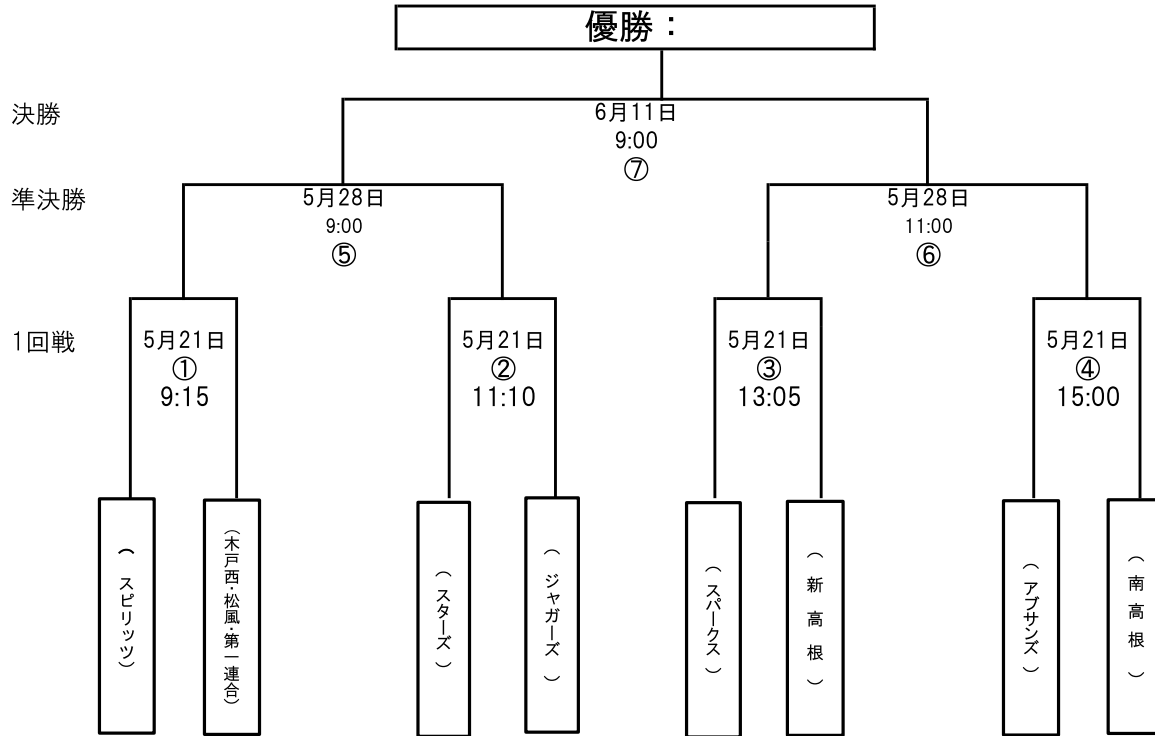 優勝：
決勝
6月11日
9:00
⑦
準決勝
5月28日
9:00
⑤
5月28日
11:00
⑥
1回戦
5月21日
①
9:15
5月21日
②
11:10
5月21日
③
13:05
5月21日
④
15:00
（スピリッツ）
（木戸西・松風・第一連合）
（スターズ）
（ジャガーズ）
（スパークス）
（新高根）
（アブサンズ）
（南高根）